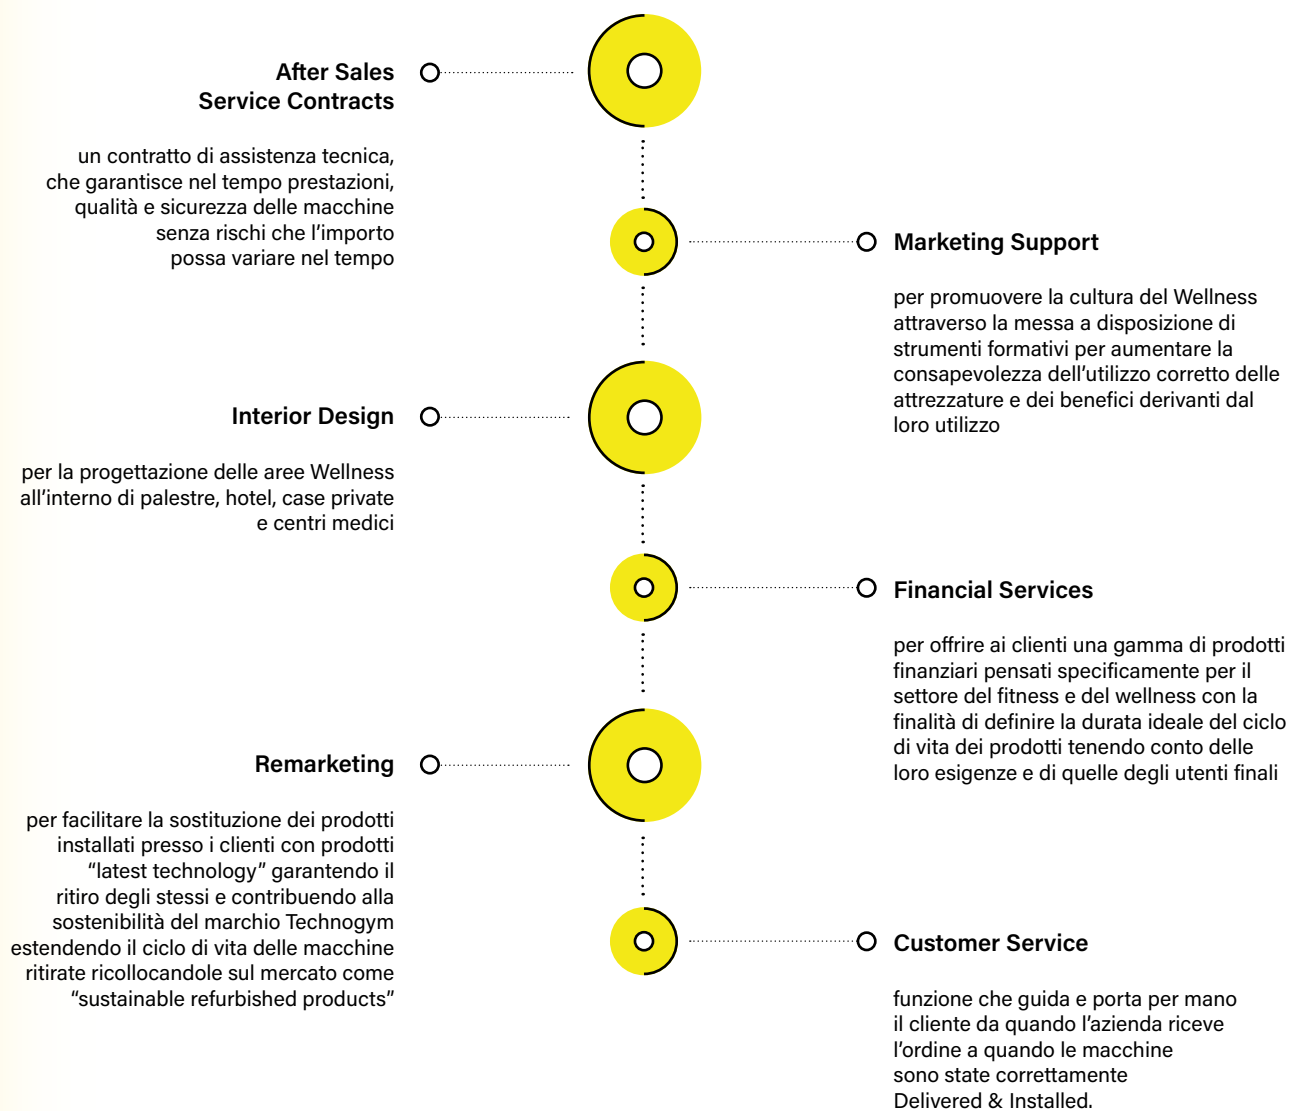 After Sales
Service Contracts
un contratto di assistenza tecnica,
che garantisce nel tempo prestazioni,
qualità e sicurezza delle macchine
senza rischi che l’importo
possa variare nel tempo
Marketing Support
per promuovere la cultura del Wellness
attraverso la messa a disposizione di
strumenti formativi per aumentare la
consapevolezza dell’utilizzo corretto delle
attrezzature e dei benefici derivanti dal
loro utilizzo
Interior Design
per la progettazione delle aree Wellness
all’interno di palestre, hotel, case private
e centri medici
Financial Services
per offrire ai clienti una gamma di prodotti
finanziari pensati specificamente per il
settore del fitness e del wellness con la
finalità di definire la durata ideale del ciclo
di vita dei prodotti tenendo conto delle
loro esigenze e di quelle degli utenti finali
Remarketing
per facilitare la sostituzione dei prodotti
installati presso i clienti con prodotti
“latest technology” garantendo il
ritiro degli stessi e contribuendo alla
sostenibilità del marchio Technogym
estendendo il ciclo di vita delle macchine
ritirate ricollocandole sul mercato come
“sustainable refurbished products”
Customer Service
funzione che guida e porta per mano
il cliente da quando l’azienda riceve
l’ordine a quando le macchine
sono state correttamente
Delivered & Installed.